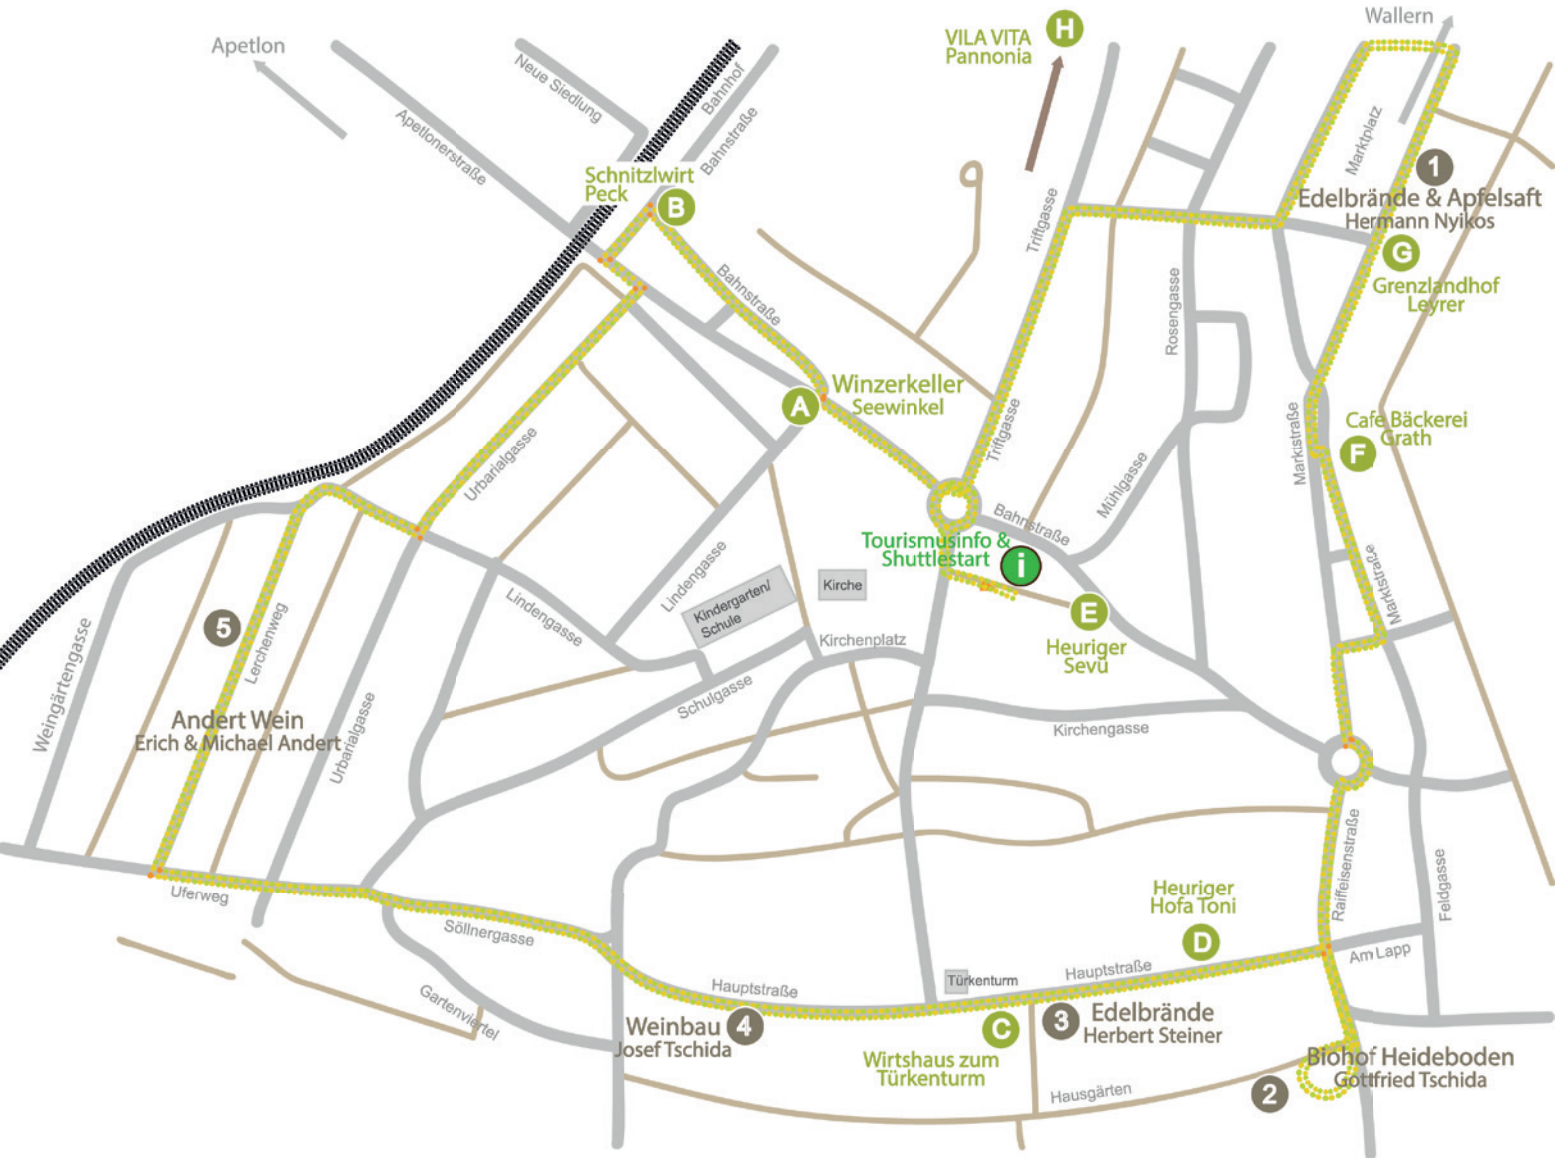 Wallern
Apetlon
H
VILA VITA
Pannonia
Neue Siedlung
Bahnhof
Bahnstraße
Apetlonerstraße
Marktplatz
1
Edelbrände & Apfelsaft
Hermann Nyikos
Schnitzlwirt
Peck
B
Triftgasse
G
Grenzlandhof
Leyrer
Bahnstraße
Rosengasse
A
Winzerkeller
Seewinkel
Triftgasse
Marktstraße
Cafe Bäckerei
Grath
F
Urbarialgasse
Mühlgasse
Bahnstraße
Tourismusinfo &
Shuttlestart
i
Marktstraße
Lindengasse
Kindergarten/
Schule
Kirche
Lindengasse
Kirchenplatz
E
Heuriger
Sevü
5
Lerchenweg
Weingärtengasse
Schulgasse
Andert Wein
Erich & Michael Andert
Urbarialgasse
Kirchengasse
Raiffeisenstraße
Feldgasse
Uferweg
Söllnergasse
Heuriger
Hofa Toni
D
Am Lapp
Gartenviertel
Hauptstraße
Türkenturm
Hauptstraße
Weinbau
Josef Tschida
4
C
Wirtshaus zum
Türkenturm
3
Edelbrände
Herbert Steiner
Biohof Heideboden
Gottfried Tschida
2
Hausgärten